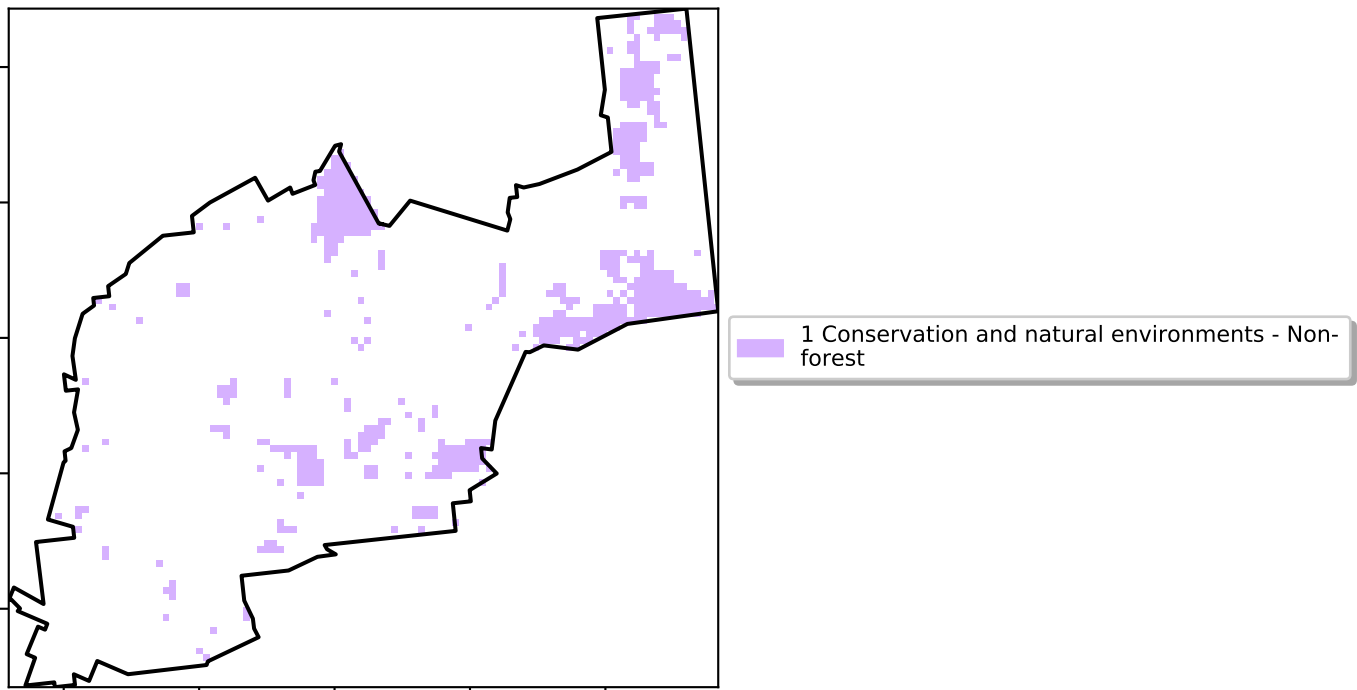 1 Conservation and natural environments - Non-
forest